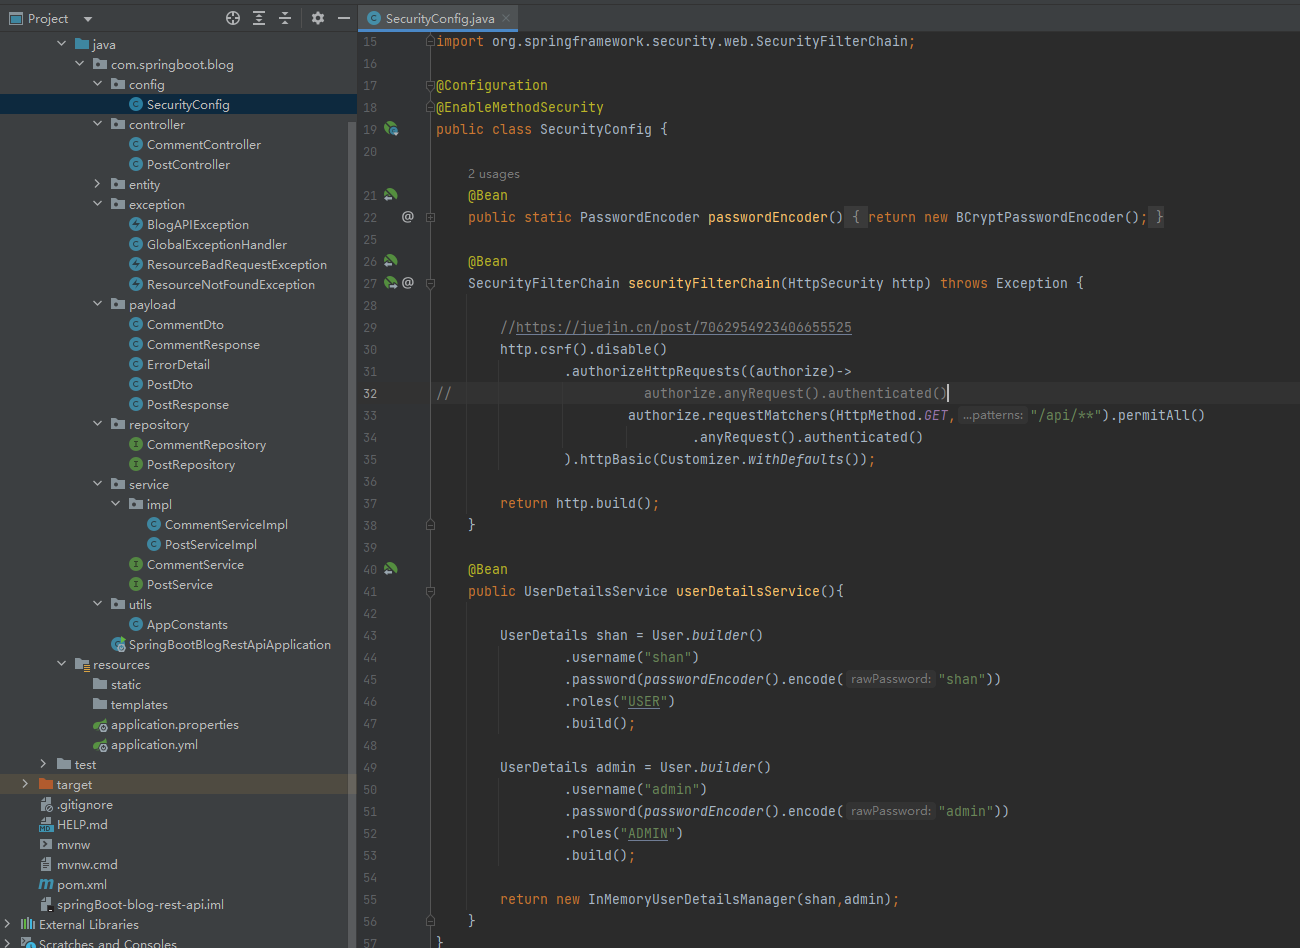 Project
java
com.springboot.blog
config
SecurityConfig
controller
CommentController
PostController
entity
exception
BlogAPIException
GlobalExceptionHandler
ResourceBadRequestException
ResourceNotFoundException
payload
CommentDto
CommentResponse
ErrorDetail
PostDto
PostResponse
repository
CommentRepository
PostRepository
service
impl
CommentServiceImpl
PostServiceImpl
CommentService
PostService
utils
AppConstants
SpringBootBlogRestApiApplication
resources
static
templates
application.properties
application.yml
test
target
.gitignore
HELP.md
mvnw
mvnw.cmd
pom.xml
springBoot-blog-rest-api.iml
External Libraries
Scratches and Consoles
SecurityConfig.java
15 import org.springframework.security.web.SecurityFilterChain;
16
17 @Configuration
18 @EnableMethodSecurity
19 public class SecurityConfig {
20
2 usages
21 @Bean
22 @ public static PasswordEncoder passwordEncoder() { return new BCryptPasswordEncoder(); }
25
26 @Bean
27 @ SecurityFilterChain securityFilterChain(HttpSecurity http) throws Exception {
28
29 //https://juejin.cn/post/7062954923406655525
30 http.csrf().disable()
31 .authorizeHttpRequests((authorize)->
32 // authorize.anyRequest().authenticated()
33 authorize.requestMatchers(HttpMethod.GET, ...patterns: "/api/**").permitAll()
34 .anyRequest().authenticated()
35 ).httpBasic(Customizer.withDefaults());
36
37 return http.build();
38 }
39
40 @Bean
41 public UserDetailsService userDetailsService(){
42
43 UserDetails shan = User.builder()
44 .username("shan")
45 .password(passwordEncoder().encode( rawPassword: "shan"))
46 .roles("USER")
47 .build();
48
49 UserDetails admin = User.builder()
50 .username("admin")
51 .password(passwordEncoder().encode( rawPassword: "admin"))
52 .roles("ADMIN")
53 .build();
54
55 return new InMemoryUserDetailsManager(shan,admin);
56 }
57 }